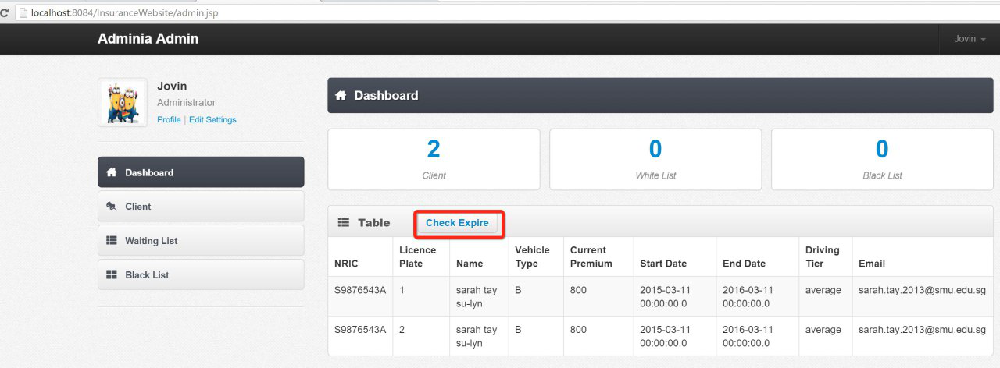 localhost:8084/InsuranceWebsite/admin.jsp
Adminia Admin
Jovin
Jovin
Administrator
Profile | Edit Settings
Dashboard
Client
Waiting List
Black List
Dashboard
2
Client
0
White List
0
Black List
Table Check Expire
NRIC Licence Plate Name Vehicle Type Current Premium Start Date End Date Driving Tier Email
S9876543A 1 sarah tay su-lyn B 800 2015-03-11 00:00:00.0 2016-03-11 00:00:00.0 average sarah.tay.2013@smu.edu.sg
S9876543A 2 sarah tay su-lyn B 800 2015-03-11 00:00:00.0 2016-03-11 00:00:00.0 average sarah.tay.2013@smu.edu.sg